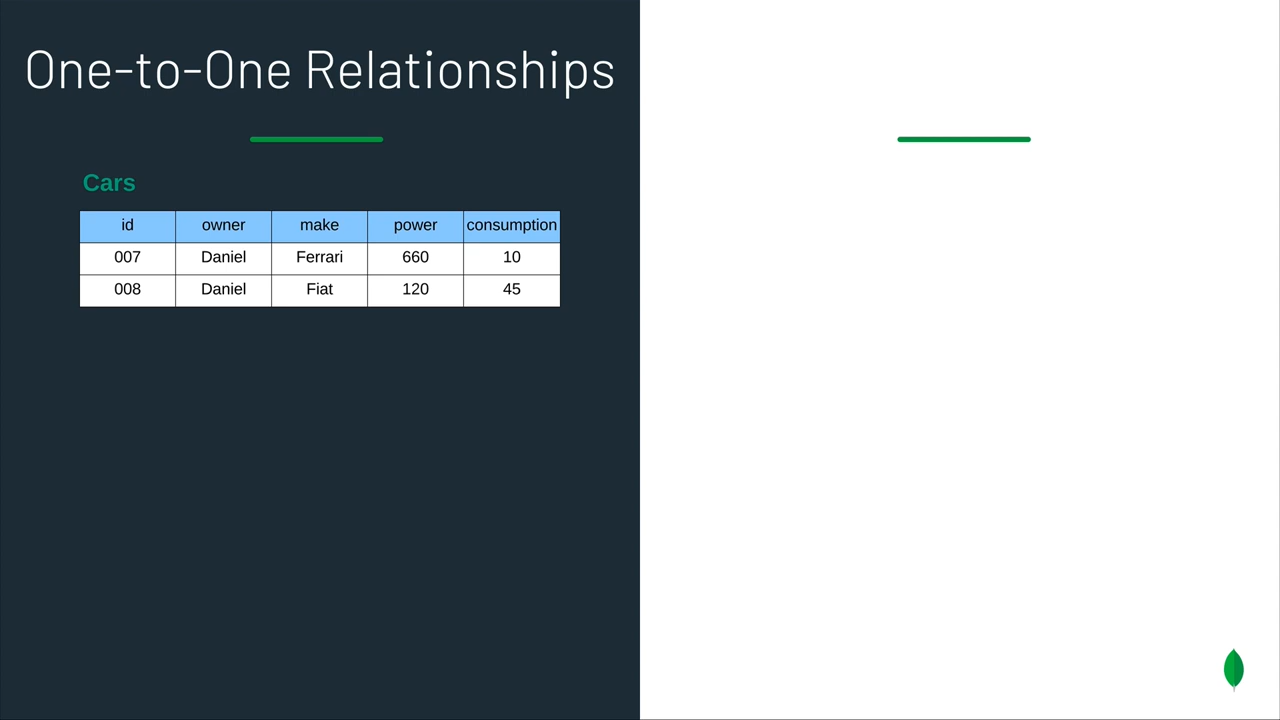 One-to-One Relationships
Cars
id owner make power consumption
007 Daniel Ferrari 660 10
008 Daniel Fiat 120 45